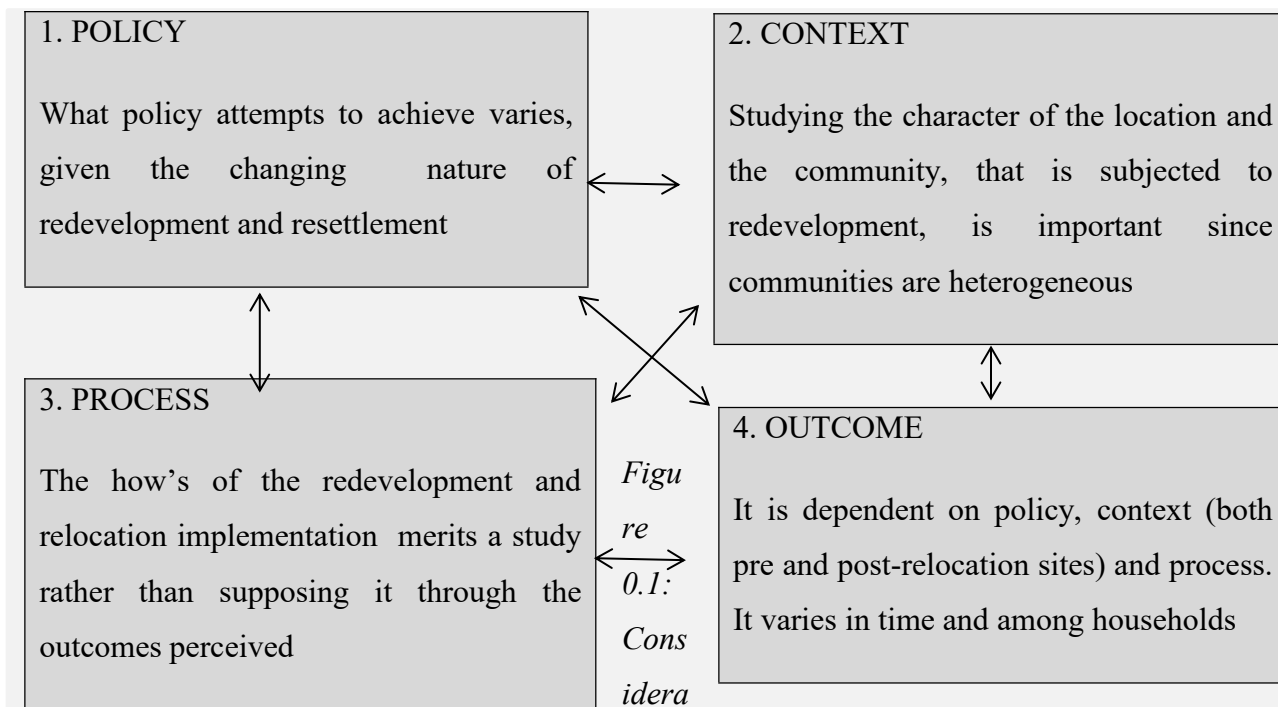 1. POLICY
What policy attempts to achieve varies,
given the changing nature of
redevelopment and resettlement
2. CONTEXT
Studying the character of the location and
the community, that is subjected to
redevelopment, is important since
communities are heterogeneous
3. PROCESS
The how’s of the redevelopment and
relocation implementation merits a study
rather than supposing it through the
outcomes perceived
Figu
re
0.1:
Cons
idera
4. OUTCOME
It is dependent on policy, context (both
pre and post-relocation sites) and process.
It varies in time and among households